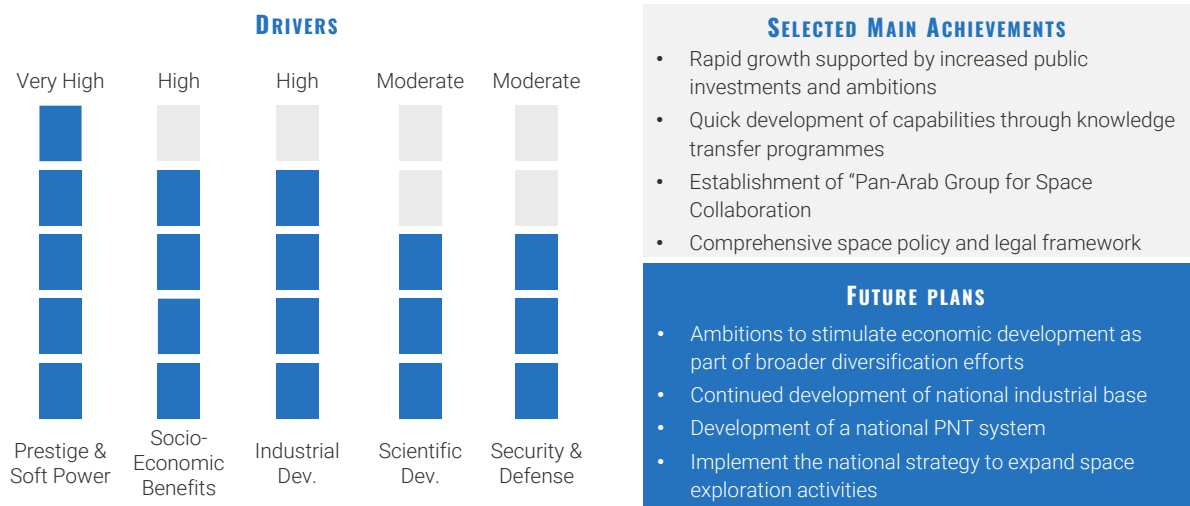 DRIVERS
Very High
High
High
Moderate
Moderate
Prestige &
Soft Power
Socio-
Economic
Benefits
Industrial
Dev.
Scientific
Dev.
Security &
Defense
SELECTED MAIN ACHIEVEMENTS
• Rapid growth supported by increased public
investments and ambitions
• Quick development of capabilities through knowledge
transfer programmes
• Establishment of “Pan-Arab Group for Space
Collaboration
• Comprehensive space policy and legal framework
FUTURE PLANS
• Ambitions to stimulate economic development as
part of broader diversification efforts
• Continued development of national industrial base
• Development of a national PNT system
• Implement the national strategy to expand space
exploration activities